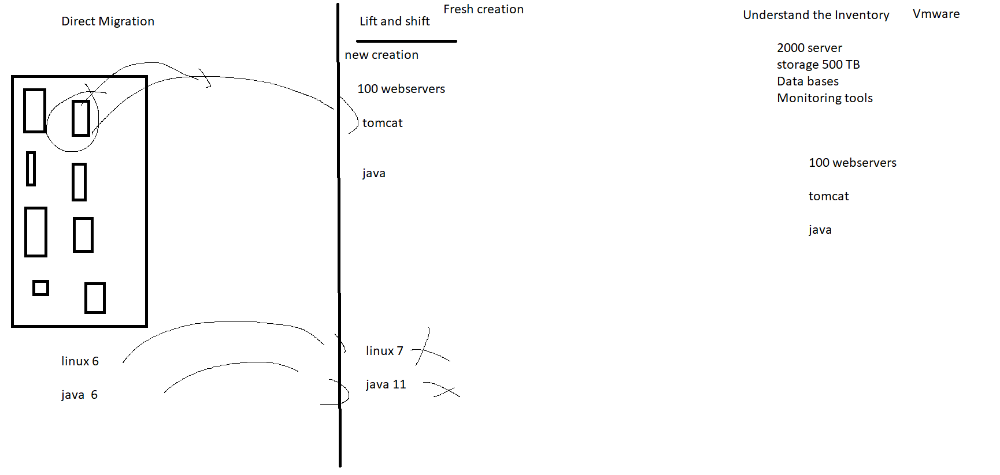 Direct Migration
linux 6
java  6
Fresh creation
Lift and shift
new creation
100 webservers
tomcat
java
linux 7
java 11
Understand the Inventory
Vmware
2000 server
storage 500 TB
Data bases
Monitoring tools
100 webservers
tomcat
java